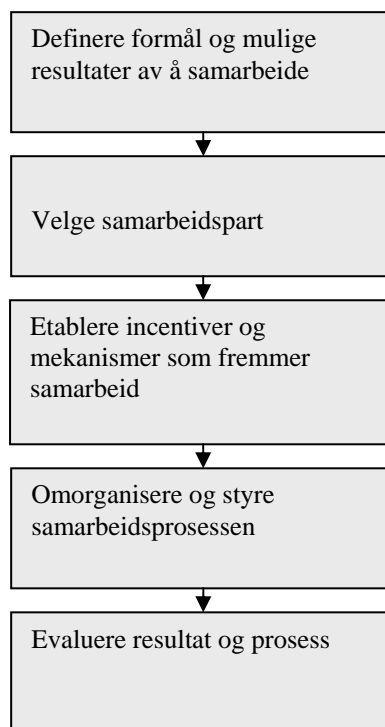 Definere formål og mulige
resultater av å samarbeide
Velge samarbeidspart
Etablere incentiver og
mekanismer som fremmer
samarbeid
Omorganisere og styre
samarbeidsprosessen
Evaluere resultat og prosess